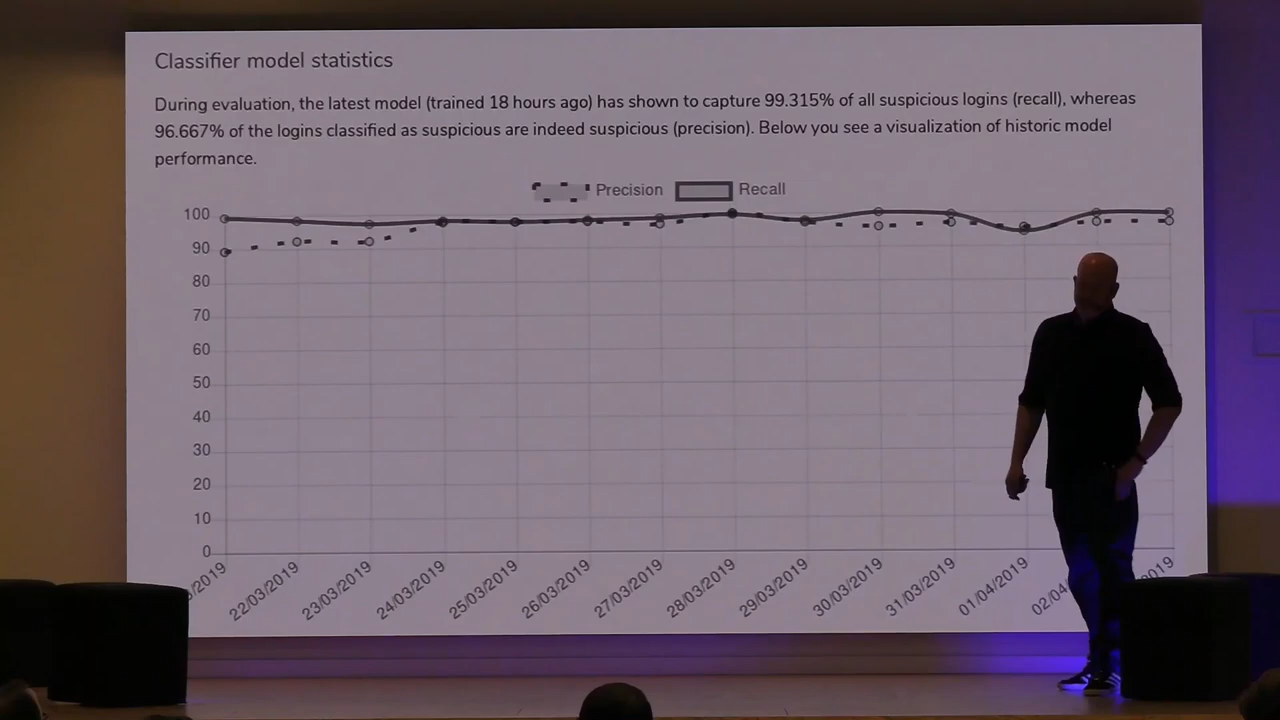 Classifier model statistics
During evaluation, the latest model (trained 18 hours ago) has shown to capture 99.315% of all suspicious logins (recall), whereas
96.667% of the logins classified as suspicious are indeed suspicious (precision). Below you see a visualization of historic model
performance.
Precision Recall
100
90
80
70
60
50
40
30
20
10
0
/2019 22/03/2019 23/03/2019 24/03/2019 25/03/2019 26/03/2019 27/03/2019 28/03/2019 29/03/2019 30/03/2019 31/03/2019 01/04/2019 02/04 2019